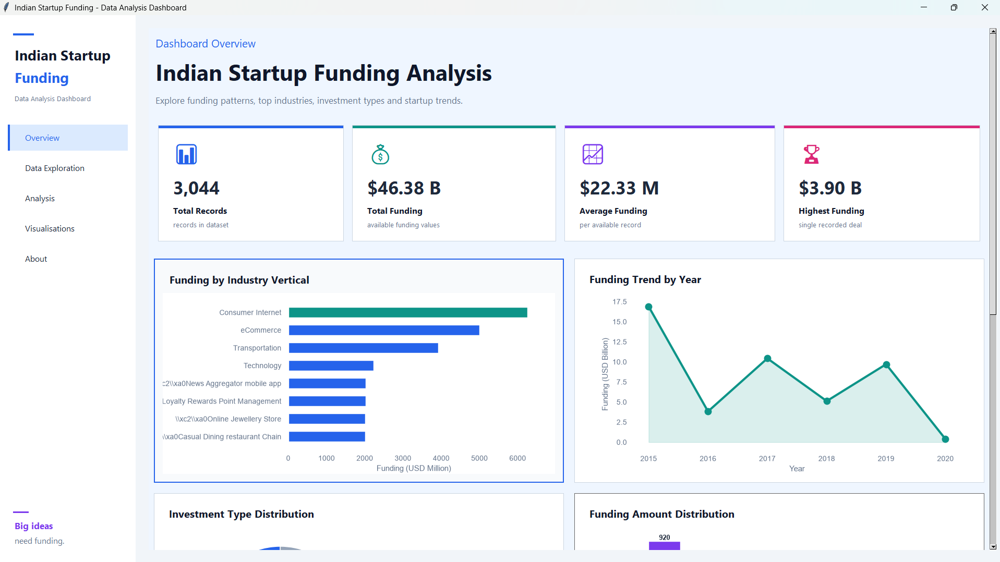 Indian Startup Funding - Data Analysis Dashboard
Indian Startup
Funding
Data Analysis Dashboard
Overview
Data Exploration
Analysis
Visualisations
About
Big ideas
need funding.
Dashboard Overview
Indian Startup Funding Analysis
Explore funding patterns, top industries, investment types and startup trends.
3,044
Total Records
records in dataset
$
$46.38 B
Total Funding
available funding values
$22.33 M
Average Funding
per available record
$3.90 B
Highest Funding
single recorded deal
Funding by Industry Vertical
Consumer Internet
eCommerce
Transportation
Technology
c2\\xa0News Aggregator mobile app
Loyalty Rewards Point Management
\\xc2\\xa0Online Jewellery Store
\\xa0Casual Dining restaurant Chain
0 1000 2000 3000 4000 5000 6000
Funding (USD Million)
Funding Trend by Year
17.5
15.0
12.5
10.0
7.5
5.0
2.5
0.0
Funding (USD Billion)
2015 2016 2017 2018 2019 2020
Year
Investment Type Distribution
Funding Amount Distribution
920